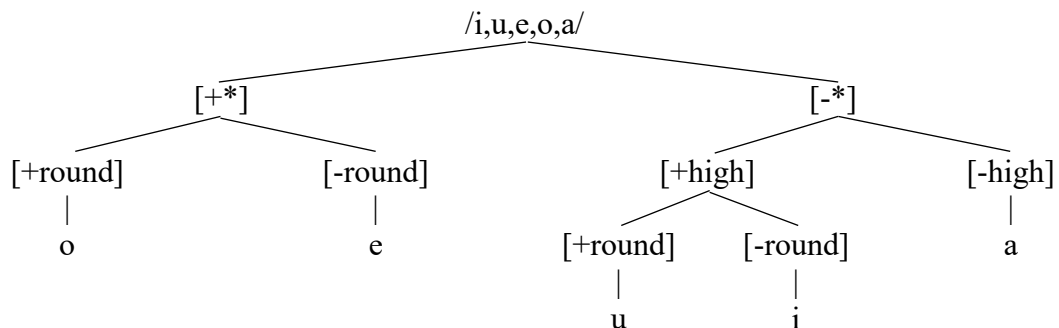 /i,u,e,o,a/
[+*] [-*]
[+round] [-round] [+high] [-high]
o e [+round] [-round] a
u i